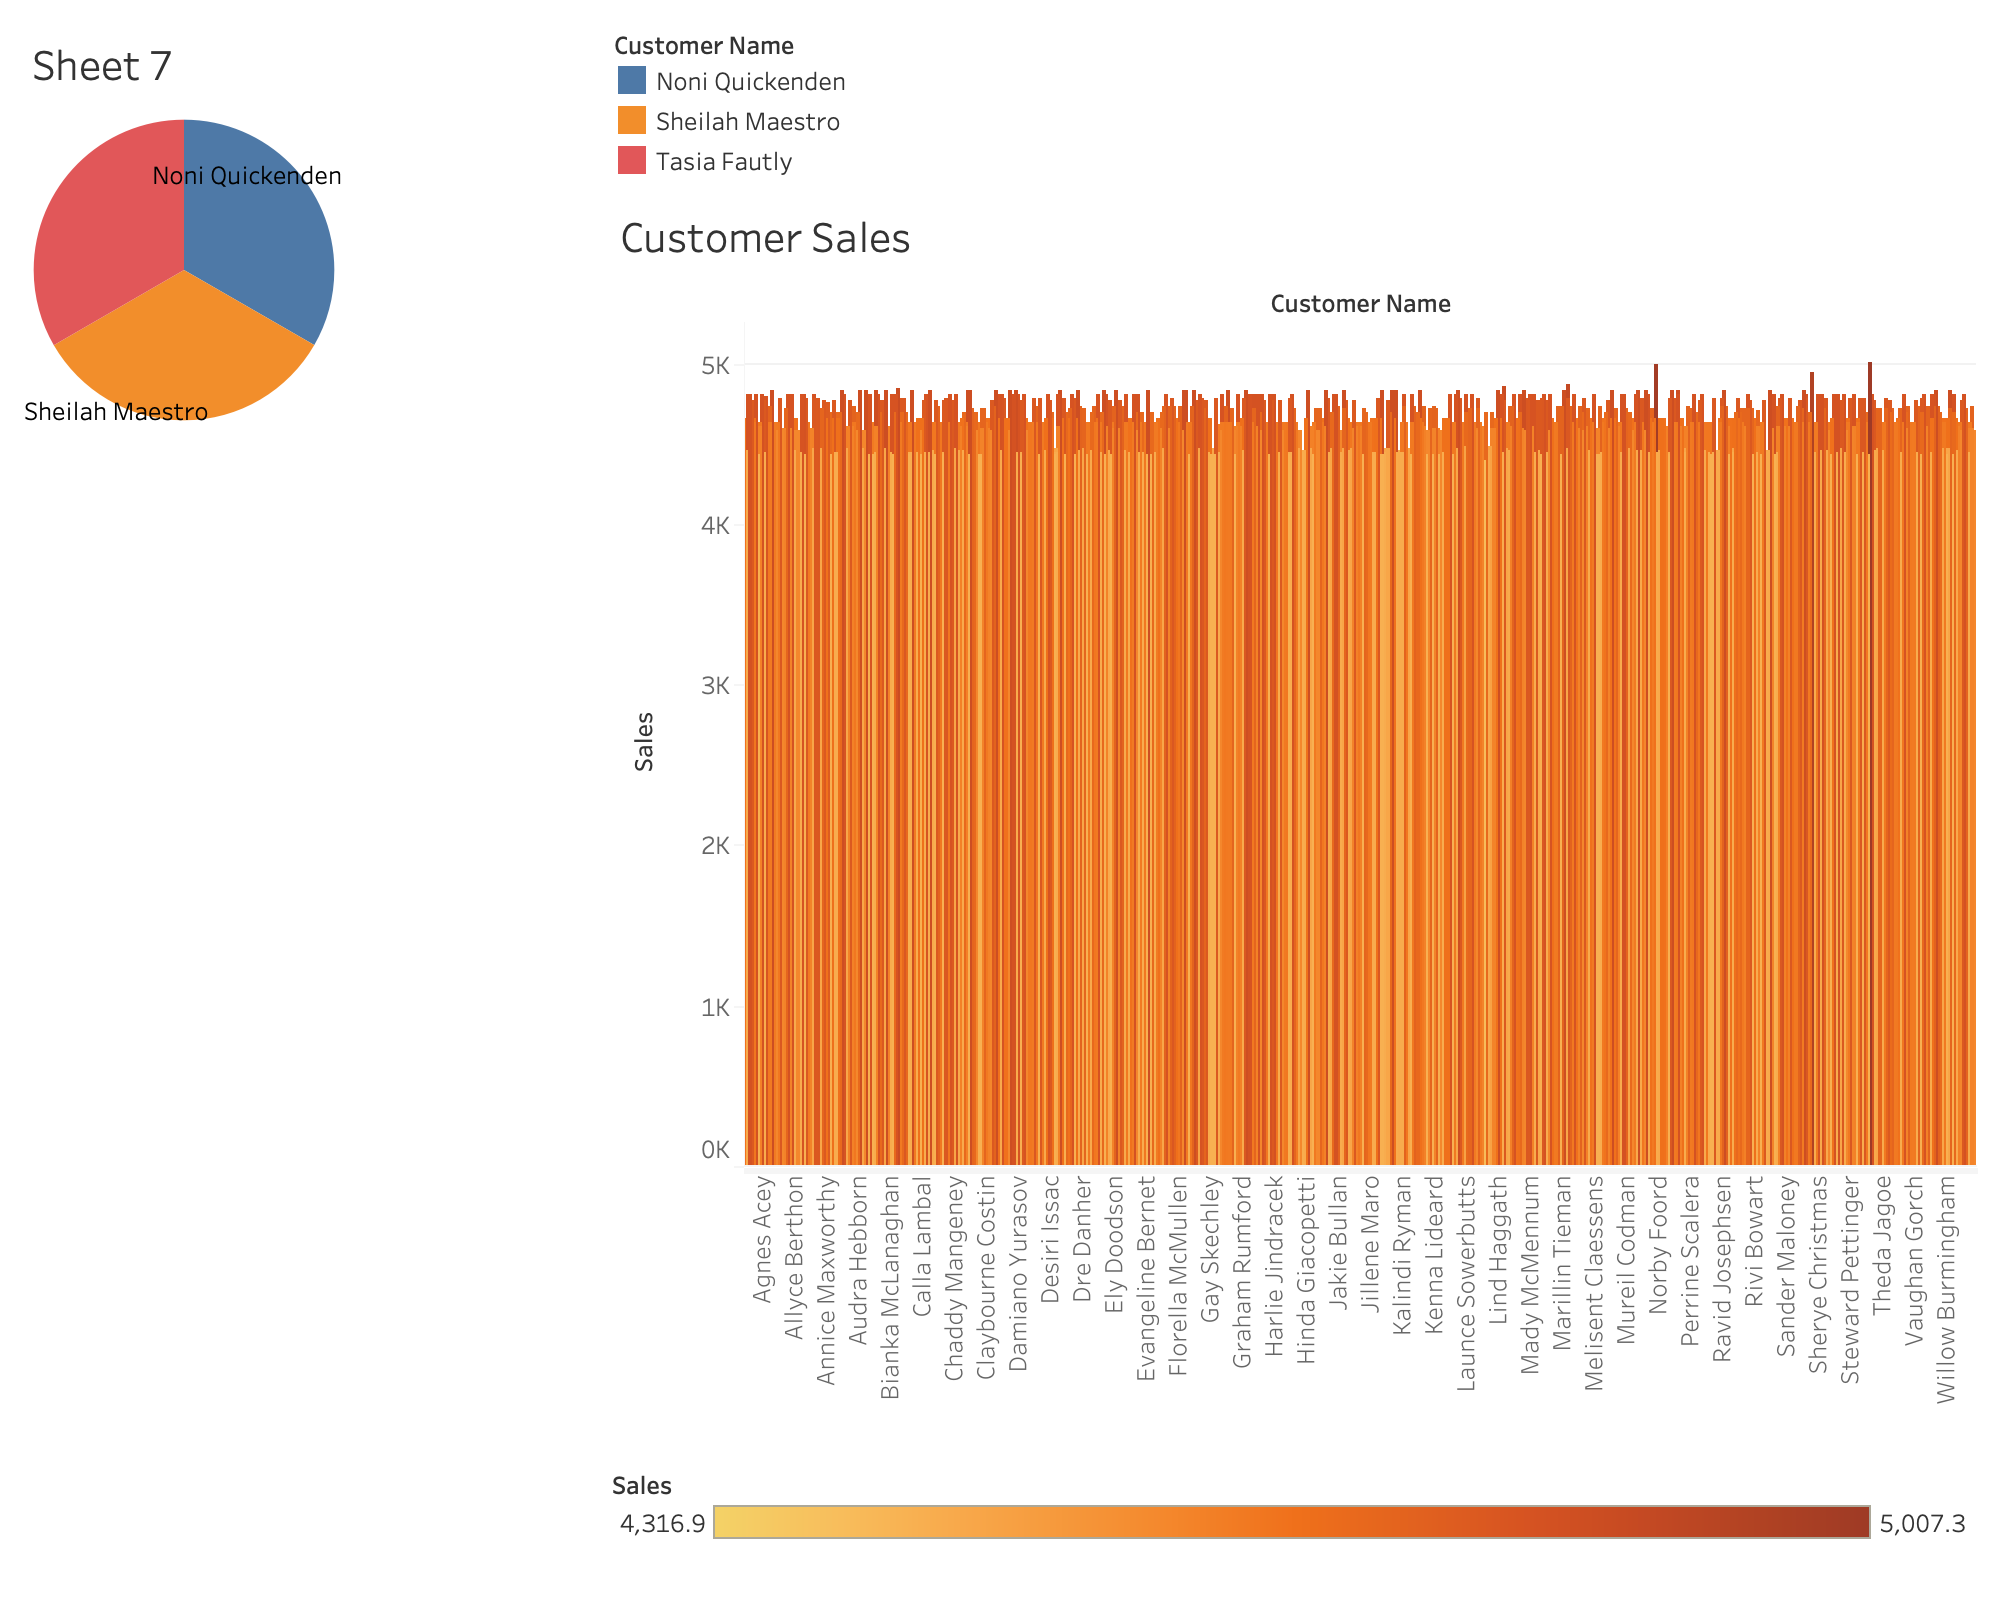 Sheet 7
Noni Quickenden
Sheilah Maestro
Customer Name
Noni Quickenden
Sheilah Maestro
Tasia Fautly
Customer Sales
Customer Name
Sales
5K
4K
3K
2K
1K
0K
Agnes Acey
Allyce Berthon
Annice Maxworthy
Audra Hebborn
Bianka McLanaghan
Calla Lambal
Chaddy Mangeney
Claybourne Costin
Damiano Yurasov
Desiri Issac
Dre Danher
Ely Doodson
Evangeline Bernet
Florella McMullen
Gay Skechley
Graham Rumford
Harlie Jindracek
Hinda Giacopetti
Jakie Bullan
Jillene Maro
Kalindi Ryman
Kenna Lideard
Launce Sowerbutts
Lind Haggath
Mady McMennum
Marillin Tieman
Melisent Claessens
Mureil Codman
Norby Foord
Perrine Scalera
Ravid Josephsen
Rivi Bowart
Sander Maloney
Sherye Christmas
Steward Pettinger
Theda Jagoe
Vaughan Gorch
Willow Burmingham
Sales
4,316.9
5,007.3